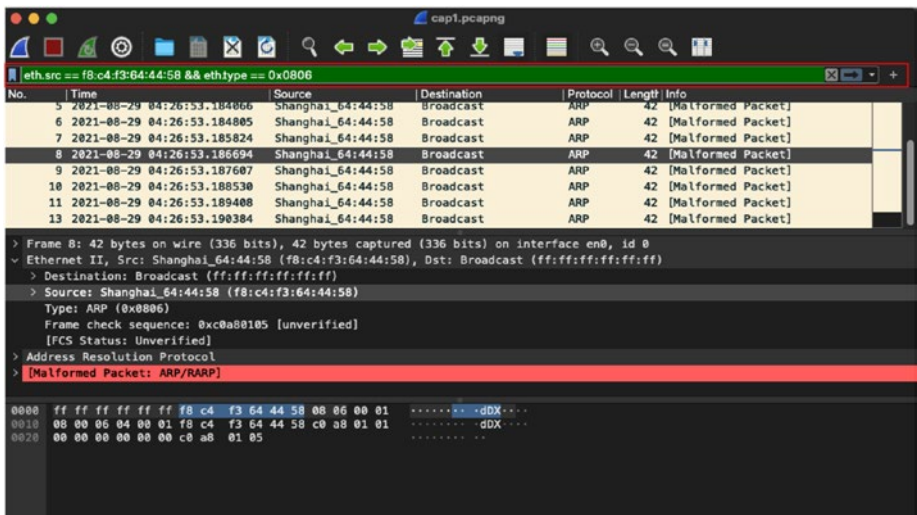 cap1.pcapng
eth.src == f8:c4:f3:64:44:58 && eth.type == 0x0806
No. Time Source Destination Protocol Length Info
5 2021-08-29 04:26:53.184066 Shanghai_64:44:58 Broadcast ARP 42 [Malformed Packet]
6 2021-08-29 04:26:53.184805 Shanghai_64:44:58 Broadcast ARP 42 [Malformed Packet]
7 2021-08-29 04:26:53.185824 Shanghai_64:44:58 Broadcast ARP 42 [Malformed Packet]
8 2021-08-29 04:26:53.186694 Shanghai_64:44:58 Broadcast ARP 42 [Malformed Packet]
9 2021-08-29 04:26:53.187607 Shanghai_64:44:58 Broadcast ARP 42 [Malformed Packet]
10 2021-08-29 04:26:53.188530 Shanghai_64:44:58 Broadcast ARP 42 [Malformed Packet]
11 2021-08-29 04:26:53.189408 Shanghai_64:44:58 Broadcast ARP 42 [Malformed Packet]
13 2021-08-29 04:26:53.190384 Shanghai_64:44:58 Broadcast ARP 42 [Malformed Packet]
Frame 8: 42 bytes on wire (336 bits), 42 bytes captured (336 bits) on interface en0, id 0
Ethernet II, Src: Shanghai_64:44:58 (f8:c4:f3:64:44:58), Dst: Broadcast (ff:ff:ff:ff:ff:ff)
Destination: Broadcast (ff:ff:ff:ff:ff:ff)
Source: Shanghai_64:44:58 (f8:c4:f3:64:44:58)
Type: ARP (0x0806)
Frame check sequence: 0xc0a80105 [unverified]
[FCS Status: Unverified]
Address Resolution Protocol
[Malformed Packet: ARP/RARP]
0000 ff ff ff ff ff ff f8 c4 f3 64 44 58 08 06 00 01 ········ ·dDX····
0010 08 00 06 04 00 01 f8 c4 f3 64 44 58 c0 a8 01 01 ········ ·dDX····
0020 00 00 00 00 00 00 c0 a8 01 05 ········ ··